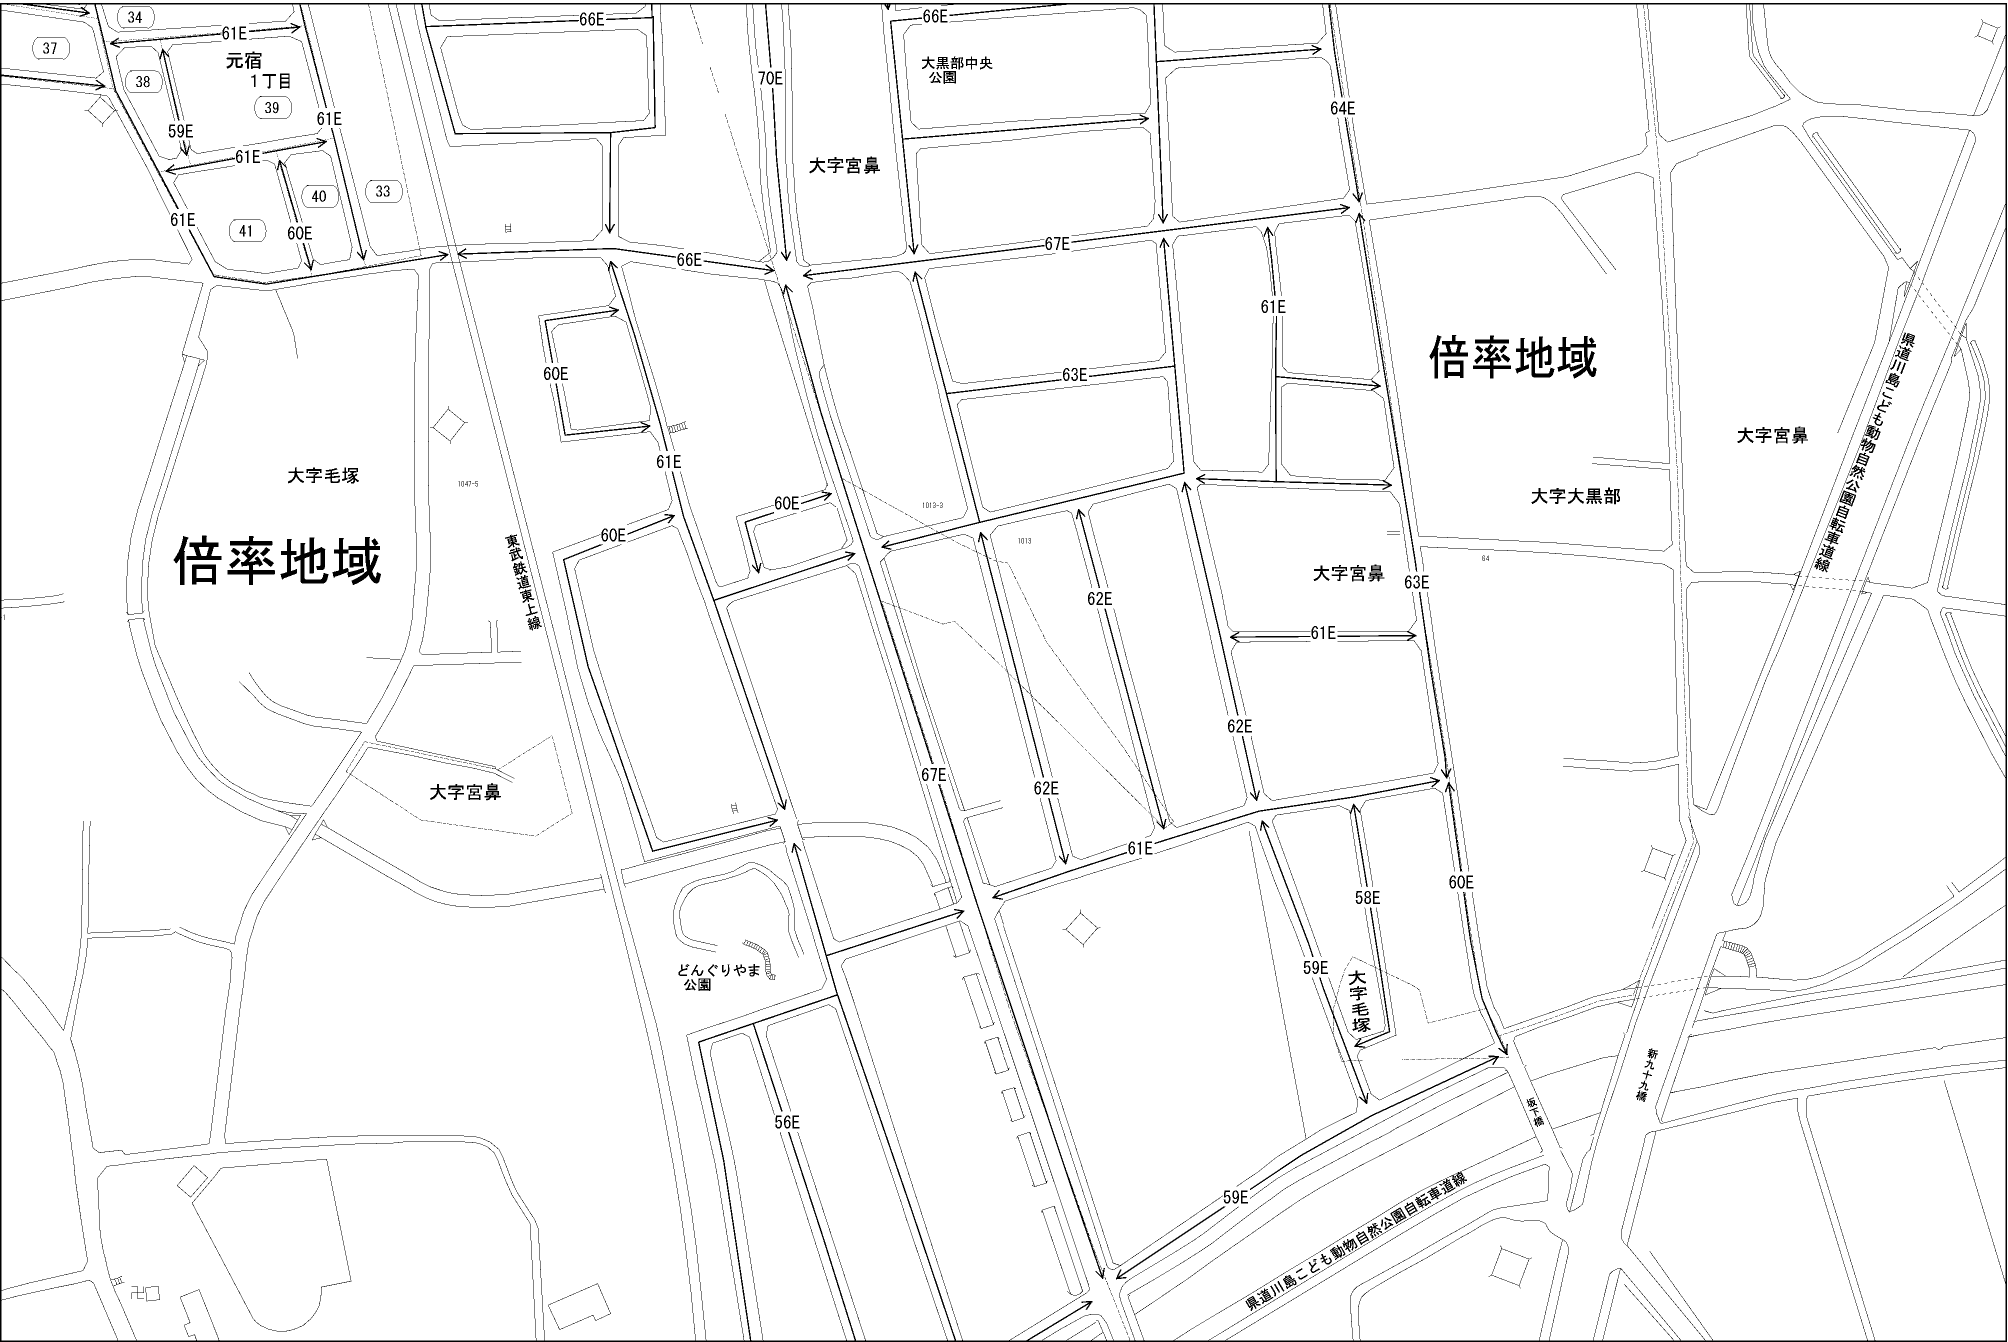 34
66E
66E
61E
37
元宿
１丁目
38
39
大黒部中央
公園
70E
64E
61E
59E
61E
大字宮鼻
40
33
61E
41
60E
67E
66E
61E
倍率地域
60E
63E
県道川島こども動物自然公園自転車道線
大字宮鼻
61E
大字毛塚
1047-5
大字大黒部
60E
1013-3
60E
1013
倍率地域
東武鉄道東上線
64
大字宮鼻
63E
62E
61E
62E
67E
62E
大字宮鼻
61E
60E
58E
59E
どんぐりやま
公園
大字毛塚
新九十九橋
坂下橋
56E
59E
県道川島こども動物自然公園自転車道線